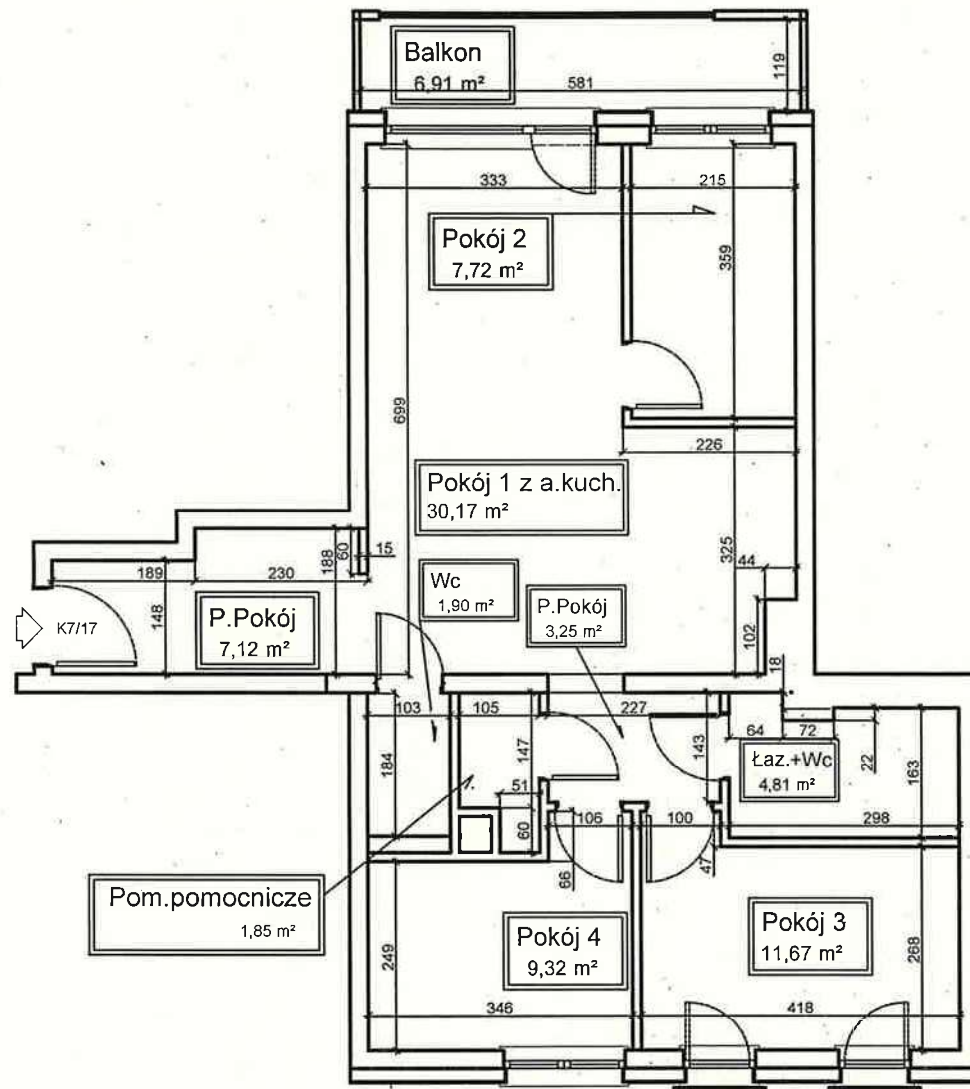 Balkon
6,91 m²
581
119
333
215
Pokój 2
7,72 m²
359
699
226
Pokój 1 z a.kuch.
30,17 m²
325
15
60
188
44
189
230
148
K7/17
P.Pokój
7,12 m²
Wc
1,90 m²
P.Pokój
3,25 m²
102
18
103
105
227
64
72
184
147
143
Łaz.+Wc
4,81 m²
22
163
51
60
106
100
298
66
47
Pom.pomocnicze
1,85 m²
Pokój 4
9,32 m²
Pokój 3
11,67 m²
249
268
346
418